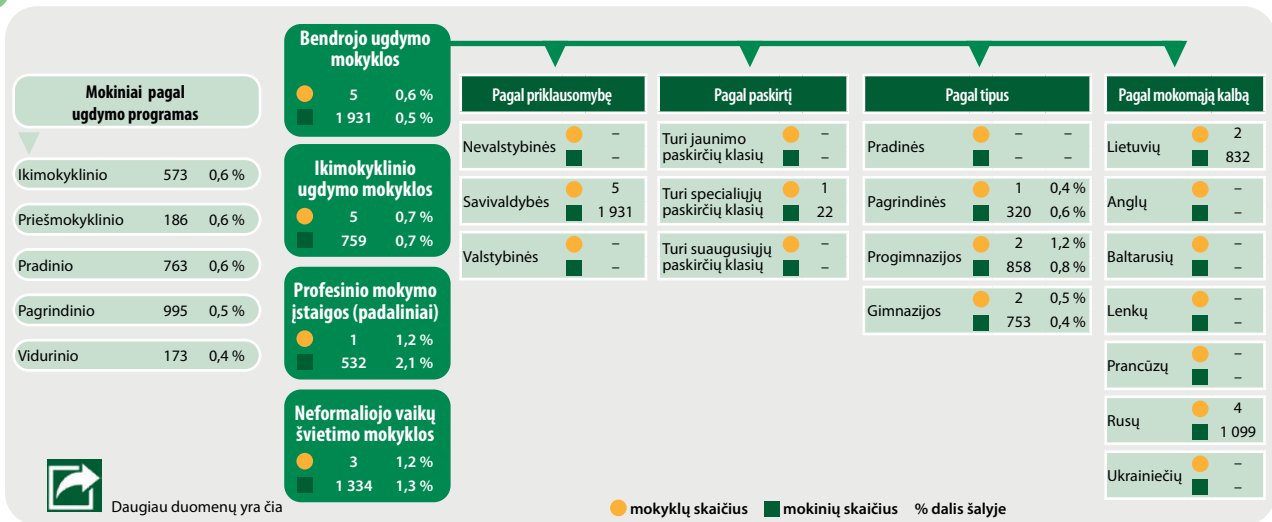 Mokiniai pagal
ugdymo programas
Ikimokyklinio 573 0,6 %
Priešmokyklinio 186 0,6 %
Pradinio 763 0,6 %
Pagrindinio 995 0,5 %
Vidurinio 173 0,4 %
Daugiau duomenų yra čia
Bendrojo ugdymo
mokyklos
5 0,6 %
1 931 0,5 %
Ikimokyklinio
ugdymo mokyklos
5 0,7 %
759 0,7 %
Profesinio mokymo
įstaigos (padaliniai)
1 1,2 %
532 2,1 %
Neformaliojo vaikų
švietimo mokyklos
3 1,2 %
1 334 1,3 %
Pagal priklausomybę
Nevalstybinės –
–
Savivaldybės 5
1 931
Valstybinės –
–
Pagal paskirtį
Turi jaunimo –
paskirčių klasių –
Turi specialiųjų 1
paskirčių klasių 22
Turi suaugusiųjų –
paskirčių klasių –
Pagal tipus
Pradinės – –
– –
Pagrindinės 1 0,4 %
320 0,6 %
Progimnazijos 2 1,2 %
858 0,8 %
Gimnazijos 2 0,5 %
753 0,4 %
Pagal mokomąją kalbą
Lietuvių 2
832
Anglų –
–
Baltarusių –
–
Lenkų –
–
Prancūzų –
–
Rusų 4
1 099
Ukrainiečių –
–
mokyklų skaičius mokinių skaičius % dalis šalyje